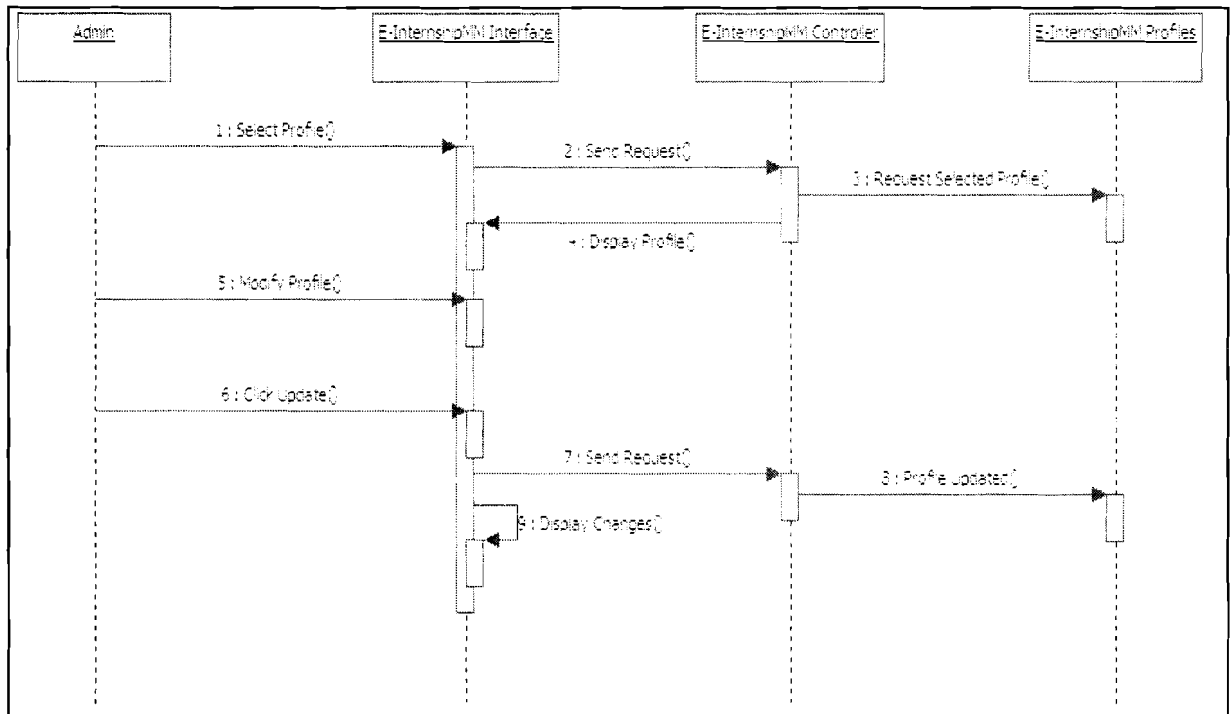 Admin
E-InternshipMM Interface
E-InternshipMM Controller
E-InternshipMM Profiles
1 : Select Profile()
2 : Send Request()
3 : Request Selected Profile()
4 : Display Profile()
5 : Modify Profile()
6 : Click Update()
7 : Send Request()
8 : Profile Updated()
9 : Display Changes()